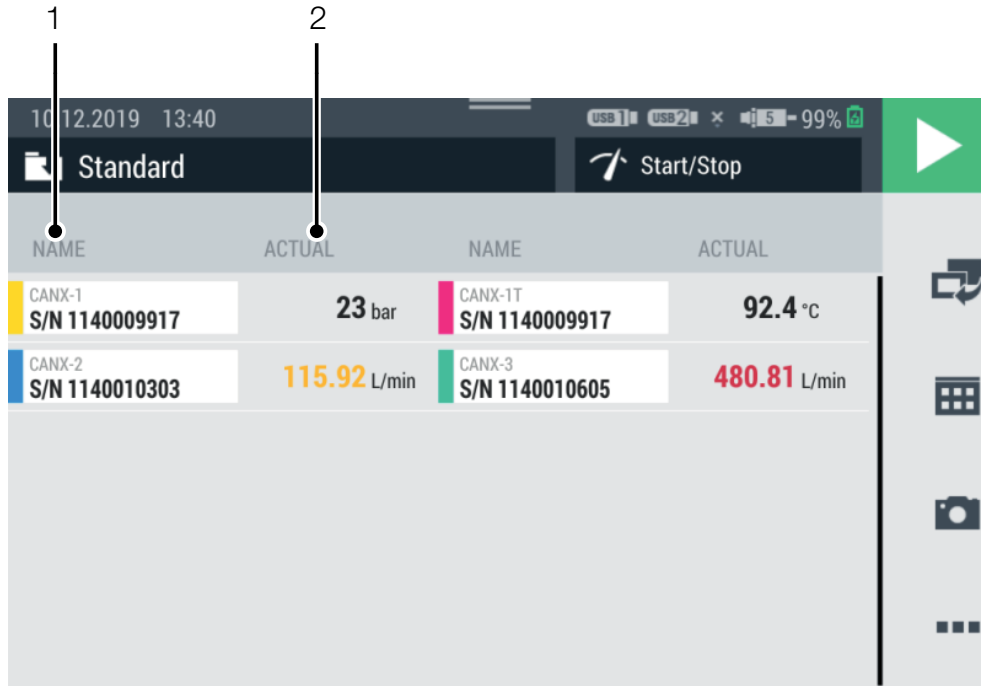 1 2
10.12.2019 13:40 USB 1 USB 2 5 99%
Standard Start/Stop
NAME ACTUAL NAME ACTUAL
CANX-1 CANX-1T
S/N 1140009917 23 bar S/N 1140009917 92.4 °C
CANX-2 CANX-3
S/N 1140010303 115.92 L/min S/N 1140010605 480.81 L/min